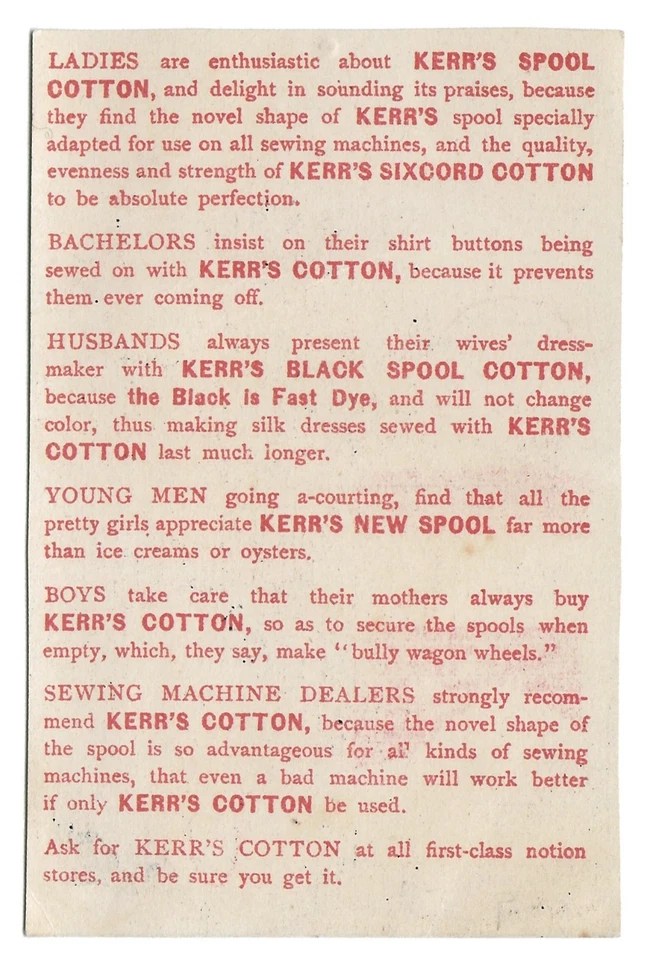 LADIES are enthusiastic about KERR'S SPOOL
COTTON, and delight in sounding its praises, because
they find the novel shape of KERR'S spool specially
adapted for use on all sewing machines, and the quality,
evenness and strength of KERR'S SIXCORD COTTON
to be absolute perfection.
BACHELORS insist on their shirt buttons being
sewed on with KERR'S COTTON, because it prevents
them ever coming off.
HUSBANDS always present their wives' dress-
maker with KERR'S BLACK SPOOL COTTON,
because the Black is Fast Dye, and will not change
color, thus making silk dresses sewed with KERR'S
COTTON last much longer.
YOUNG MEN going a-courting, find that all the
pretty girls appreciate KERR'S NEW SPOOL far more
than ice creams or oysters.
BOYS take care that their mothers always buy
KERR'S COTTON, so as to secure the spools when
empty, which, they say, make "bully wagon wheels."
SEWING MACHINE DEALERS strongly recom-
mend KERR'S COTTON, because the novel shape of
the spool is so advantageous for all kinds of sewing
machines, that even a bad machine will work better
if only KERR'S COTTON be used.
Ask for KERR'S COTTON at all first-class notion
stores, and be sure you get it.